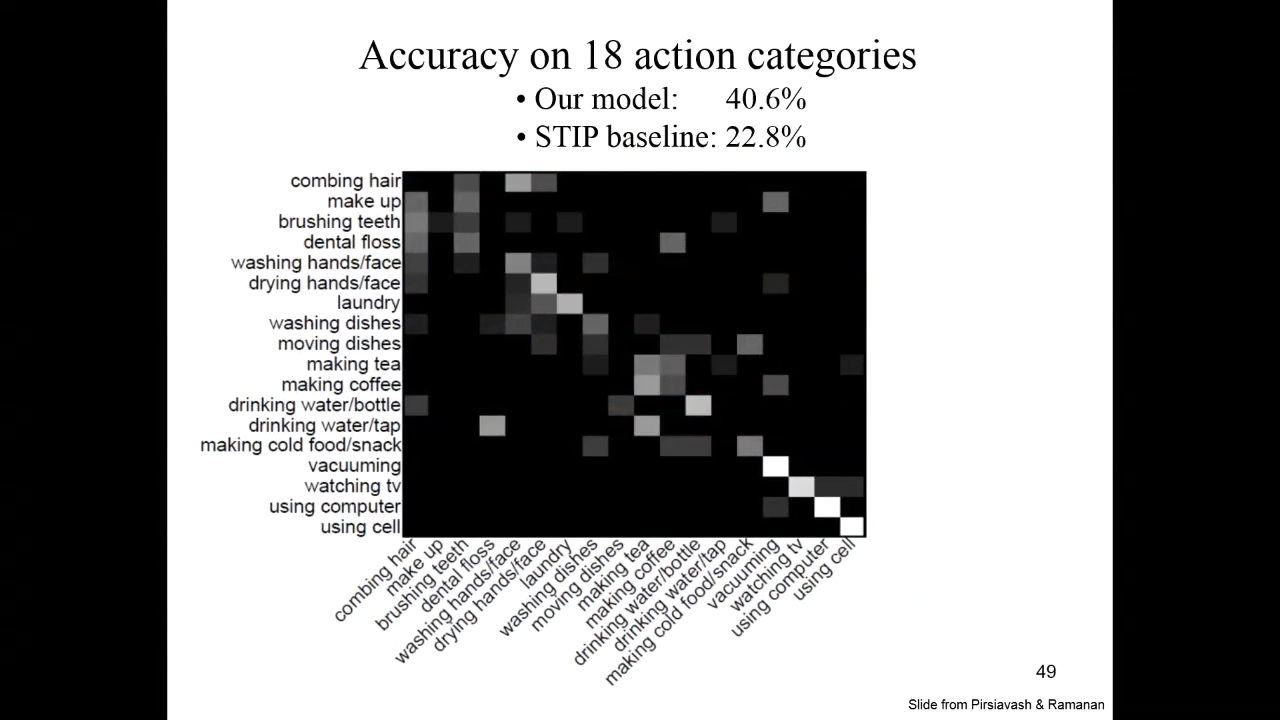 Accuracy on 18 action categories
• Our model: 40.6%
• STIP baseline: 22.8%
combing hair
make up
brushing teeth
dental floss
washing hands/face
drying hands/face
laundry
washing dishes
moving dishes
making tea
making coffee
drinking water/bottle
drinking water/tap
making cold food/snack
vacuuming
watching tv
using computer
using cell
combing hair
make up
brushing teeth
dental floss
washing hands/face
drying hands/face
laundry
washing dishes
moving dishes
making tea
making coffee
drinking water/bottle
drinking water/tap
making cold food/snack
vacuuming
watching tv
using computer
using cell
49
Slide from Pirsiavash & Ramanan